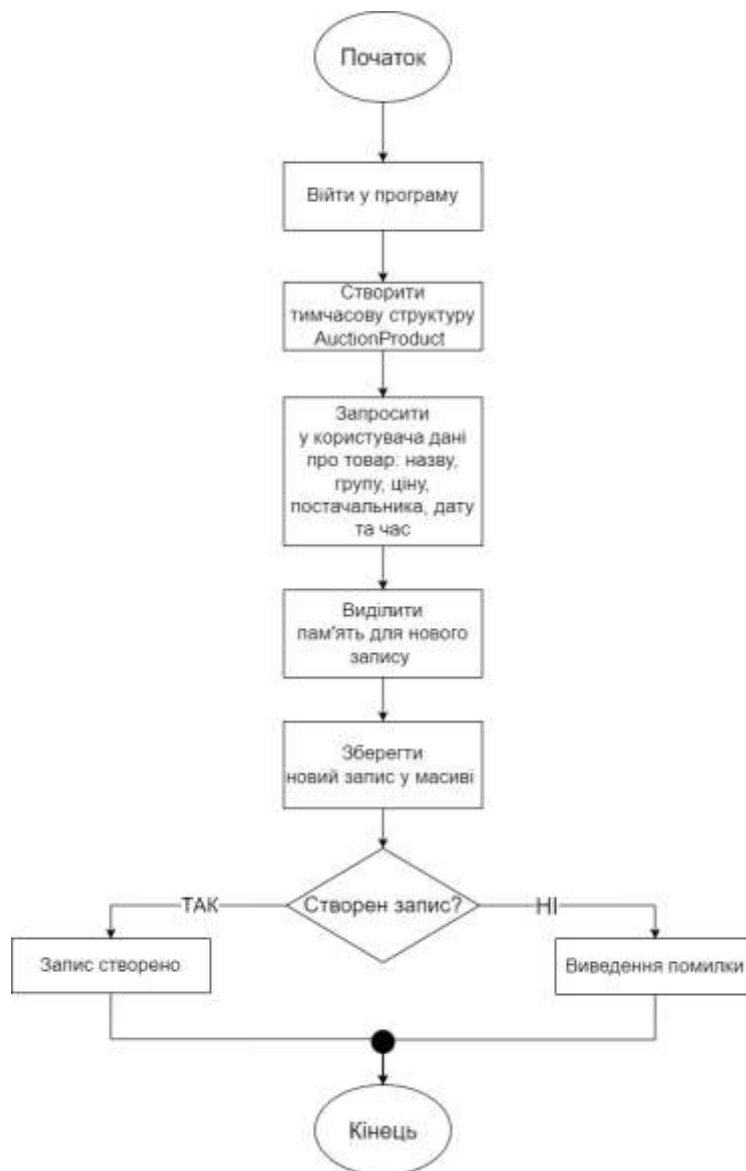 Початок
Війти у програму
Створити
тимчасову структуру
AuctionProduct
Запросити
у користувача дані
про товар: назву,
групу, ціну,
постачальника, дату
та час
Виділити
пам'ять для нового
запису
Зберегти
новий запис у масиві
Створен запис?
ТАК
НІ
Запис створено
Виведення помилки
Кінець